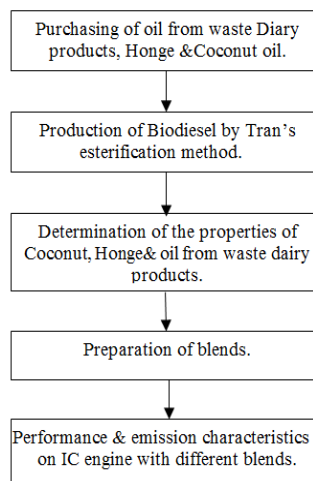 Purchasing of oil from waste Diary
products, Honge &Coconut oil.
Production of Biodiesel by Tran’s
esterification method.
Determination of the properties of
Coconut, Honge& oil from waste dairy
products.
Preparation of blends.
Performance & emission characteristics
on IC engine with different blends.